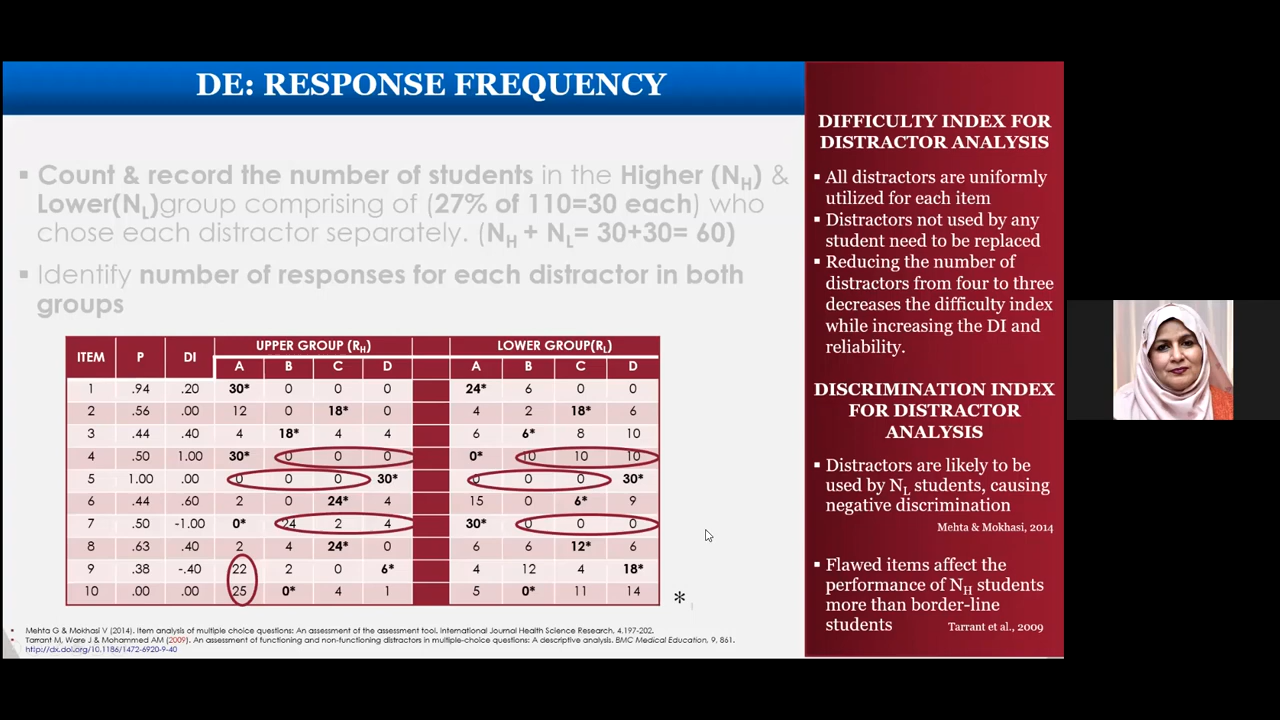 DE: RESPONSE FREQUENCY
▪ Count & record the number of students in the Higher (NH) &
Lower(NL)group comprising of (27% of 110=30 each) who
chose each distractor separately. (NH + NL= 30+30= 60)
▪ Identify number of responses for each distractor in both
groups
ITEM P DI UPPER GROUP (RH) LOWER GROUP(RL)
A B C D A B C D
1 .94 .20 30* 0 0 0 24* 6 0 0
2 .56 .00 12 0 18* 0 4 2 18* 6
3 .44 .40 4 18* 4 4 6 6* 8 10
4 .50 1.00 30* 0 0 0 0* 10 10 10
5 1.00 .00 0 0 0 30* 0 0 0 30*
6 .44 .60 2 0 24* 4 15 0 6* 9
7 .50 -1.00 0* 24 2 4 30* 0 0 0
8 .63 .40 2 4 24* 0 6 6 12* 6
9 .38 -.40 22 2 0 6* 4 12 4 18*
10 .00 .00 25 0* 4 1 5 0* 11 14
*
• Mehta G & Mokhasi V (2014). Item analysis of multiple choice questions: An assessment of the assessment tool. International Journal Health Science Research, 4,197-202.
• Tarrant M, Ware J & Mohammed AM (2009). An assessment of functioning and non-functioning distractors in multiple-choice questions: A descriptive analysis. BMC Medical Education, 9, 861.
http://dx.doi.org/10.1186/1472-6920-9-40
DIFFICULTY INDEX FOR
DISTRACTOR ANALYSIS
▪ All distractors are uniformly
utilized for each item
▪ Distractors not used by any
student need to be replaced
▪ Reducing the number of
distractors from four to three
decreases the difficulty index
while increasing the DI and
reliability.
DISCRIMINATION INDEX
FOR DISTRACTOR
ANALYSIS
▪ Distractors are likely to be
used by NL students, causing
negative discrimination
Mehta & Mokhasi, 2014
▪ Flawed items affect the
performance of NH students
more than border-line
students Tarrant et al., 2009